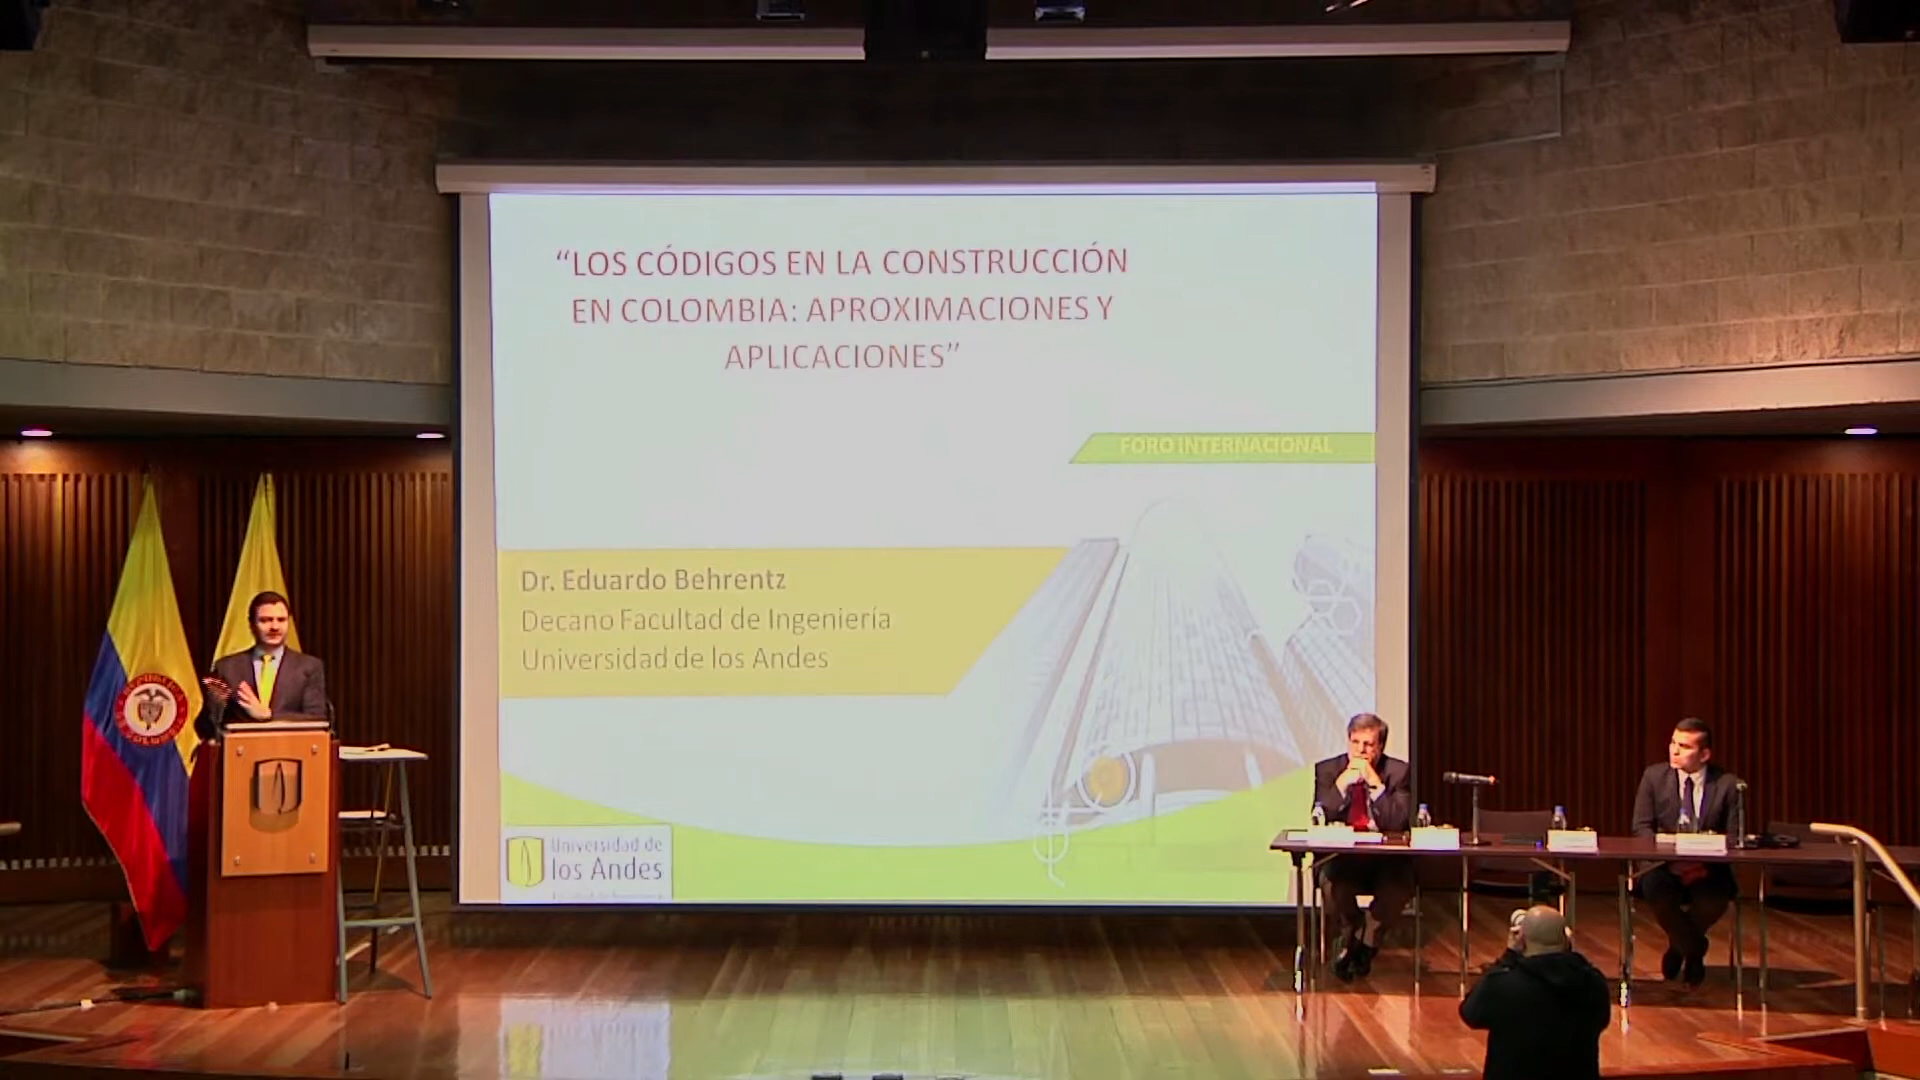 “LOS CÓDIGOS EN LA CONSTRUCCIÓN
EN COLOMBIA: APROXIMACIONES Y
APLICACIONES”
FORO INTERNACIONAL
Dr. Eduardo Behrentz
Decano Facultad de Ingeniería
Universidad de los Andes
Universidad de
los Andes